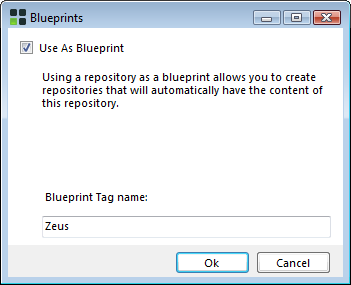 Blueprints
Use As Blueprint
Using a repository as a blueprint allows you to create
repositories that will automatically have the content of
this repository.
Blueprint Tag name:
Zeus
Ok
Cancel